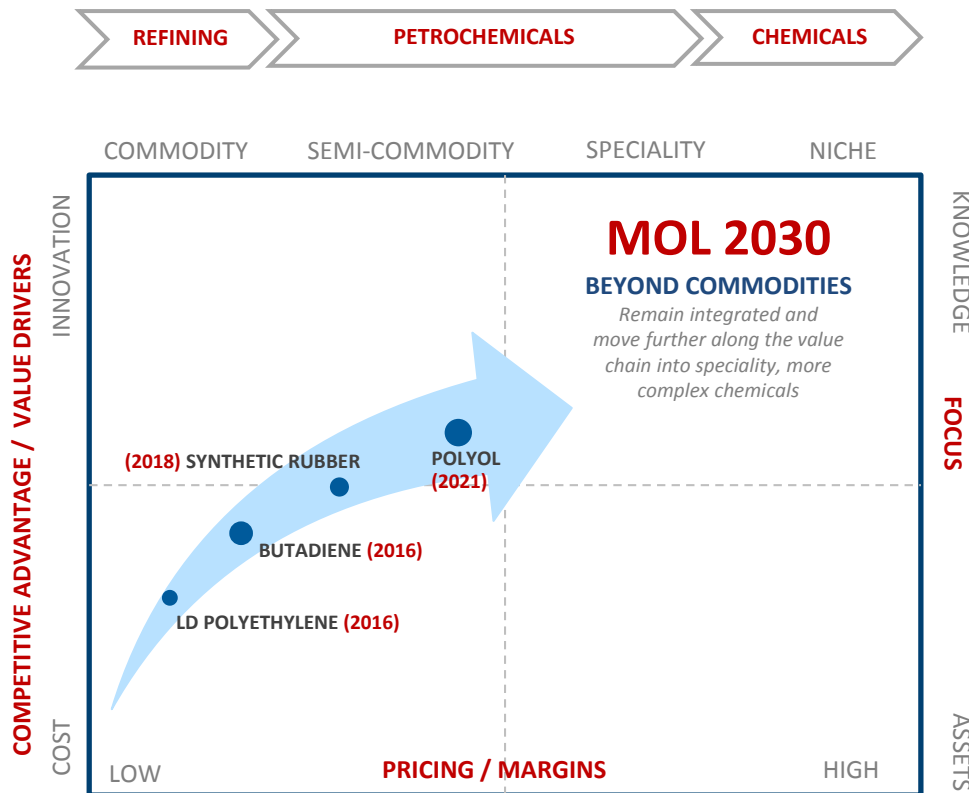 REFINING
PETROCHEMICALS
CHEMICALS
COMMODITY
SEMI-COMMODITY
SPECIALITY
NICHE
COMPETITIVE ADVANTAGE / VALUE DRIVERS
INNOVATION
COST
MOL 2030
BEYOND COMMODITIES
Remain integrated and
move further along the value
chain into speciality, more
complex chemicals
KNOWLEDGE
FOCUS
ASSETS
(2018) SYNTHETIC RUBBER
POLYOL
(2021)
BUTADIENE (2016)
LD POLYETHYLENE (2016)
LOW
PRICING / MARGINS
HIGH